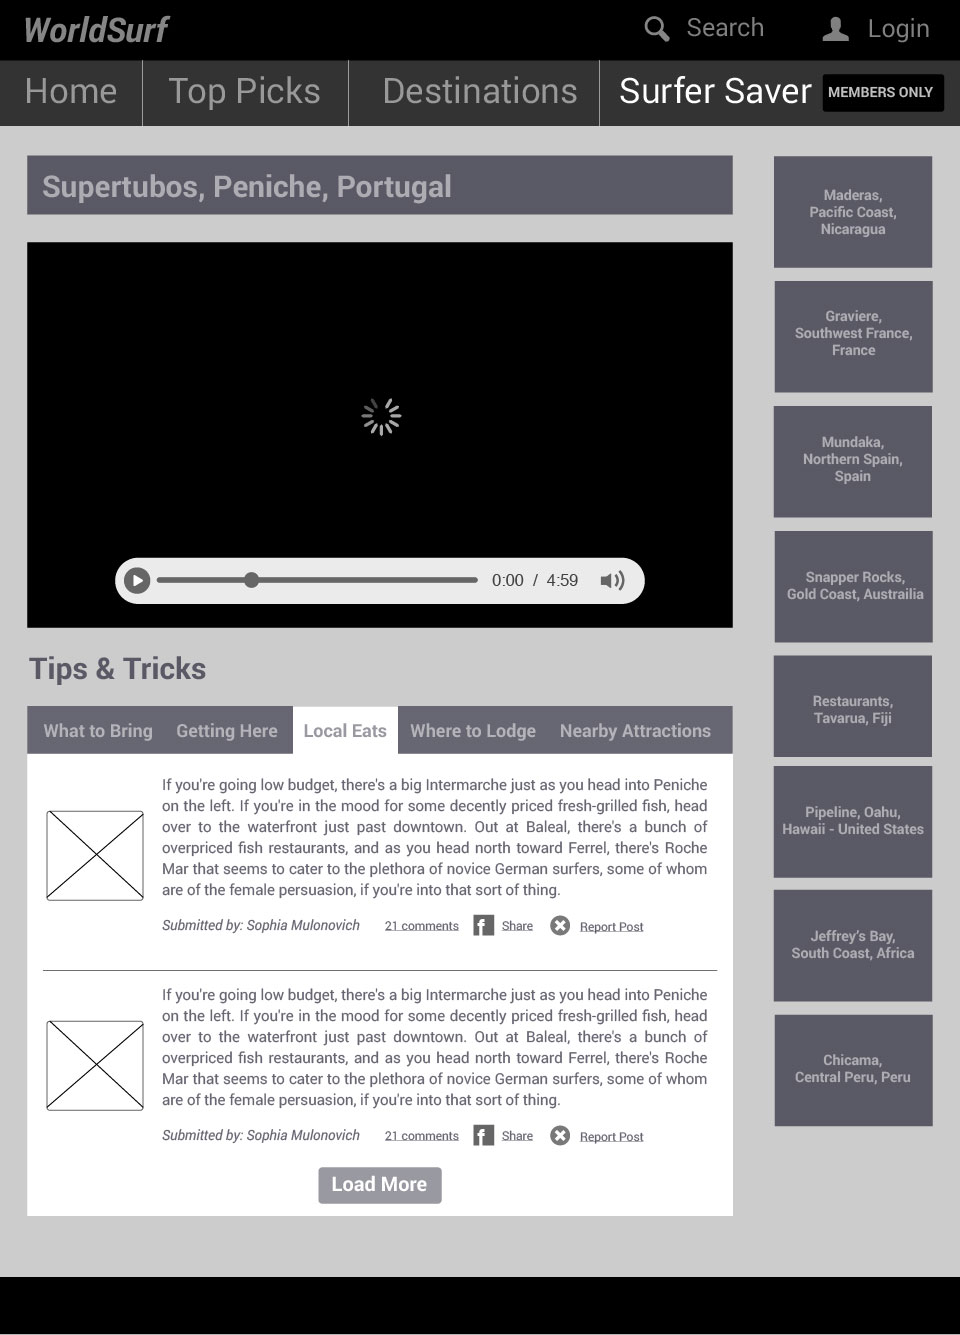 WorldSurf
Search
Login
Home
Top Picks
Destinations
Surfer Saver
MEMBERS ONLY
Supertubos, Peniche, Portugal
0:00 / 4:59
Tips & Tricks
What to Bring
Getting Here
Local Eats
Where to Lodge
Nearby Attractions
If you're going low budget, there's a big Intermarche just as you head into Peniche
on the left. If you're in the mood for some decently priced fresh-grilled fish, head
over to the waterfront just past downtown. Out at Baleal, there's a bunch of
overpriced fish restaurants, and as you head north toward Ferrel, there's Roche
Mar that seems to cater to the plethora of novice German surfers, some of whom
are of the female persuasion, if you're into that sort of thing.
Submitted by: Sophia Mulonovich
21 comments
f
Share
Report Post
If you're going low budget, there's a big Intermarche just as you head into Peniche
on the left. If you're in the mood for some decently priced fresh-grilled fish, head
over to the waterfront just past downtown. Out at Baleal, there's a bunch of
overpriced fish restaurants, and as you head north toward Ferrel, there's Roche
Mar that seems to cater to the plethora of novice German surfers, some of whom
are of the female persuasion, if you're into that sort of thing.
Submitted by: Sophia Mulonovich
21 comments
f
Share
Report Post
Load More
Maderas,
Pacific Coast,
Nicaragua
Graviere,
Southwest France,
France
Mundaka,
Northern Spain,
Spain
Snapper Rocks,
Gold Coast, Austrailia
Restaurants,
Tavarua, Fiji
Pipeline, Oahu,
Hawaii - United States
Jeffrey's Bay,
South Coast, Africa
Chicama,
Central Peru, Peru